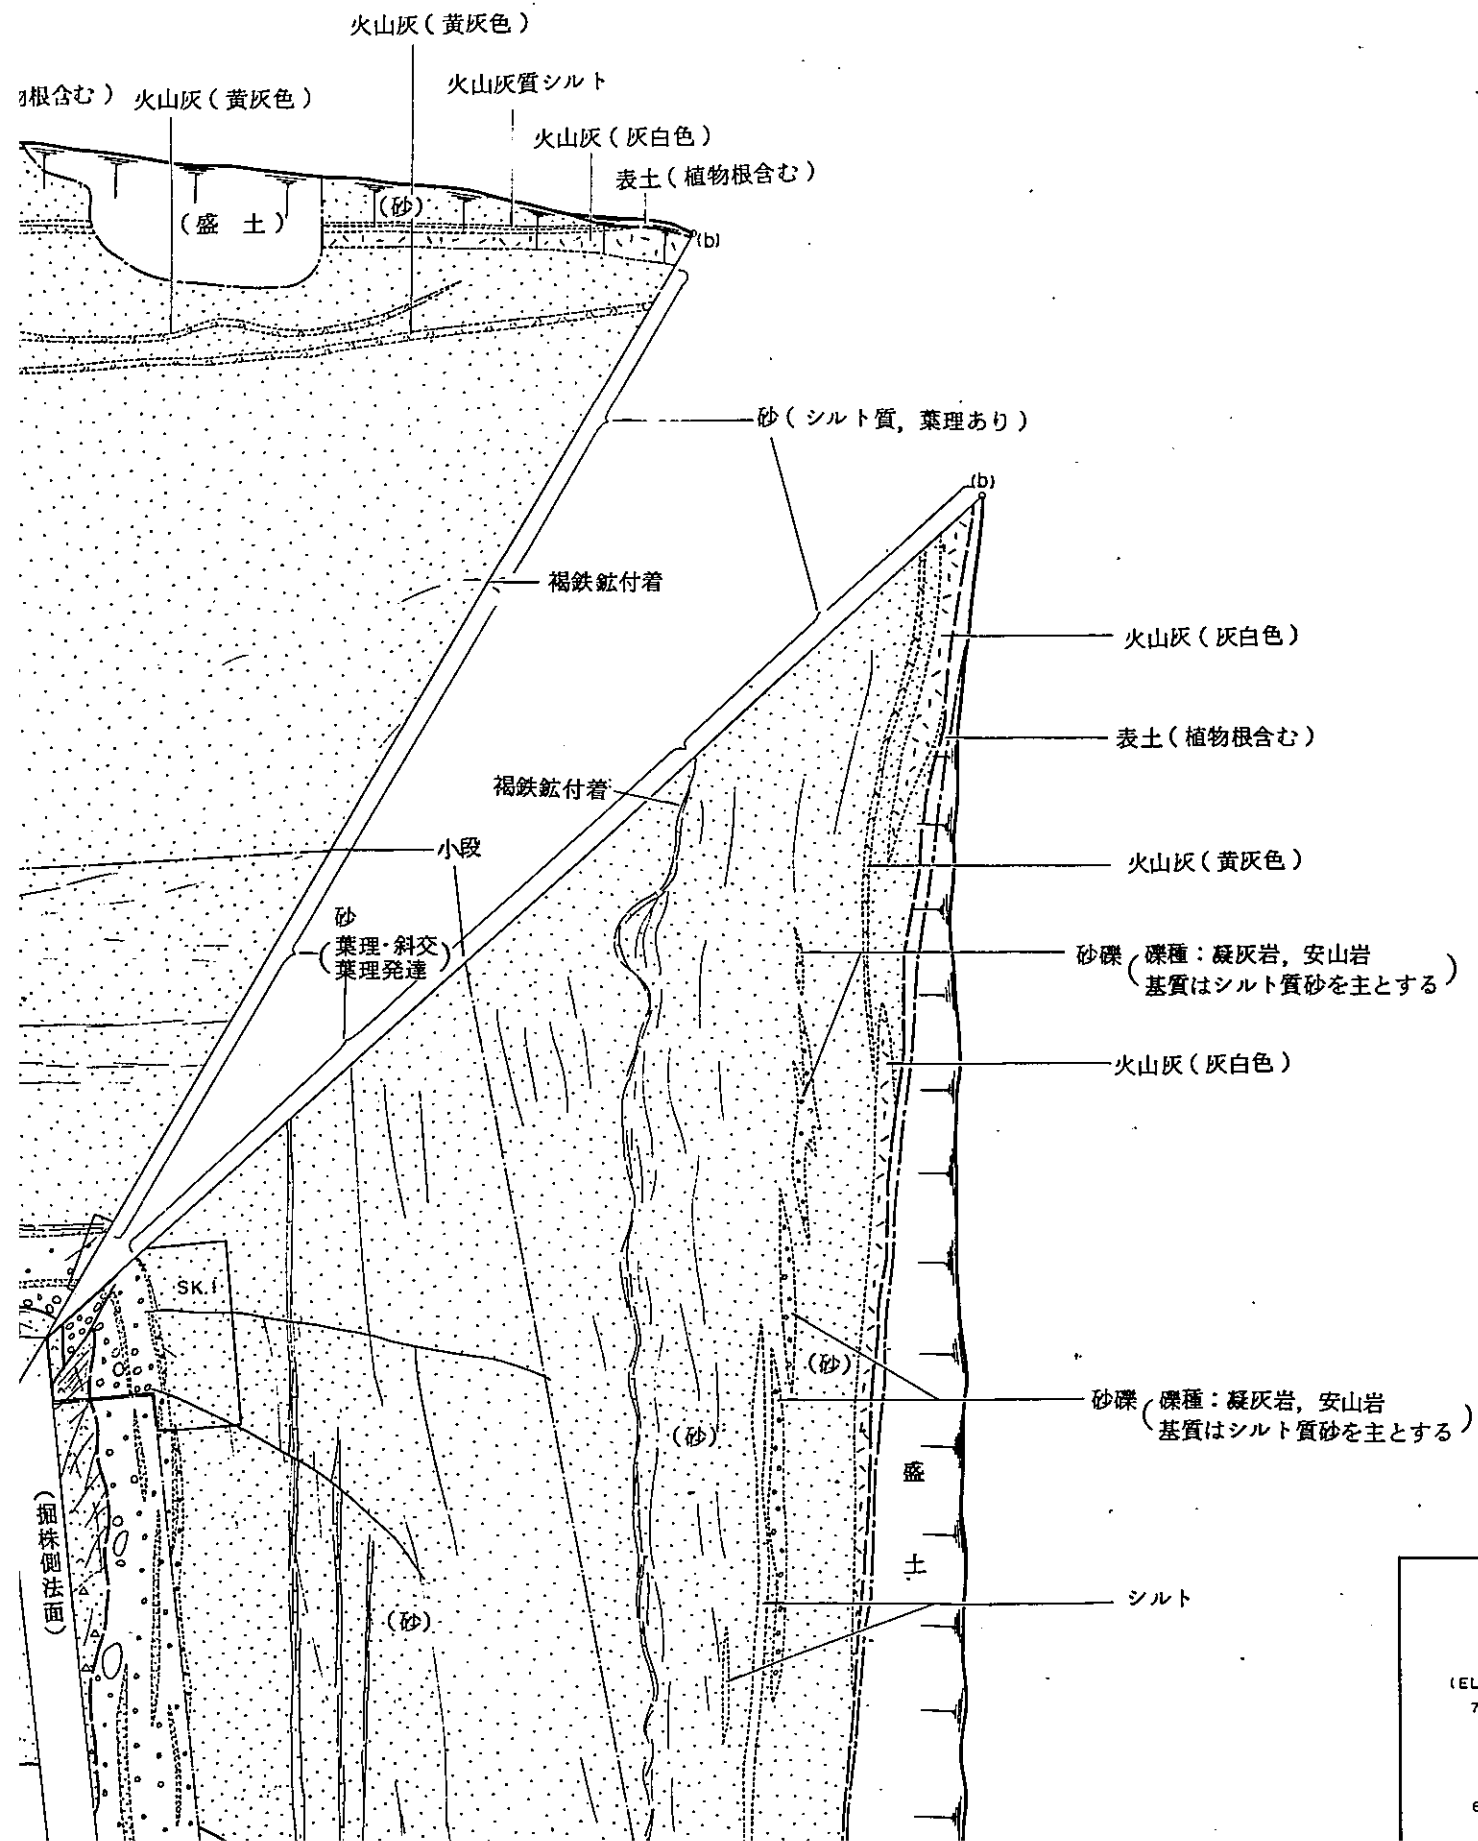 火山灰(黄灰色)
根含む)
火山灰(黄灰色)
火山灰質シルト
火山灰(灰白色)
表土(植物根含む)
(盛 土)
(砂)
(b)
砂(シルト質, 葉理あり)
(b)
褐鉄鉱付着
火山灰(灰白色)
表土(植物根含む)
褐鉄鉱付着
小段
火山灰(黄灰色)
砂
(葉理・斜交
葉理発達)
砂礫(礫種:凝灰岩, 安山岩
基質はシルト質砂を主とする)
火山灰(灰白色)
SK.1
(砂)
砂礫(礫種:凝灰岩, 安山岩
基質はシルト質砂を主とする)
(砂)
盛
土
(掘株側法面)
シルト
(砂)
(EL
7
6